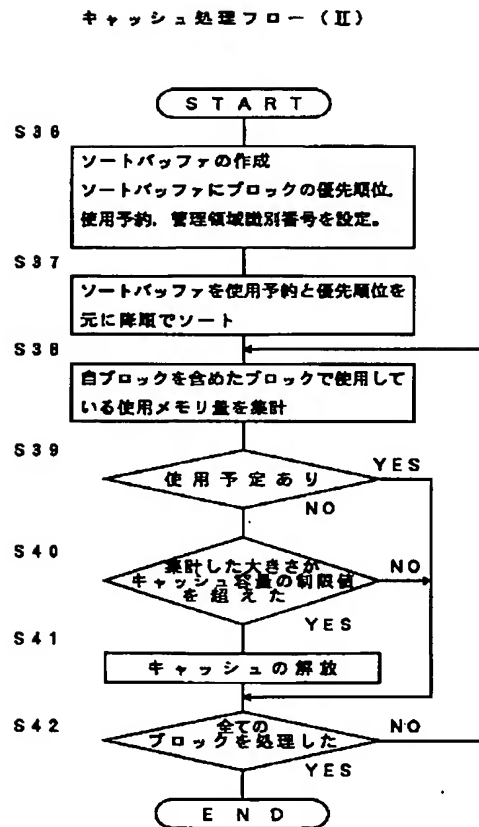 キャッシュ処理フロー(Ⅱ)
START
S36
ソートバッファの作成
ソートバッファにブロックの優先順位,
使用予約,管理領域識別番号を設定。
S37
ソートバッファを使用予約と優先順位を
元に降順でソート
S38
自ブロックを含めたブロックで使用して
いる使用メモリ量を集計
S39
使用予定あり
YES
NO
S40
集計した大きさが
キャッシュ容量の制限値
を超えた
NO
YES
S41
キャッシュの解放
S42
全ての
ブロックを処理した
NO
YES
END